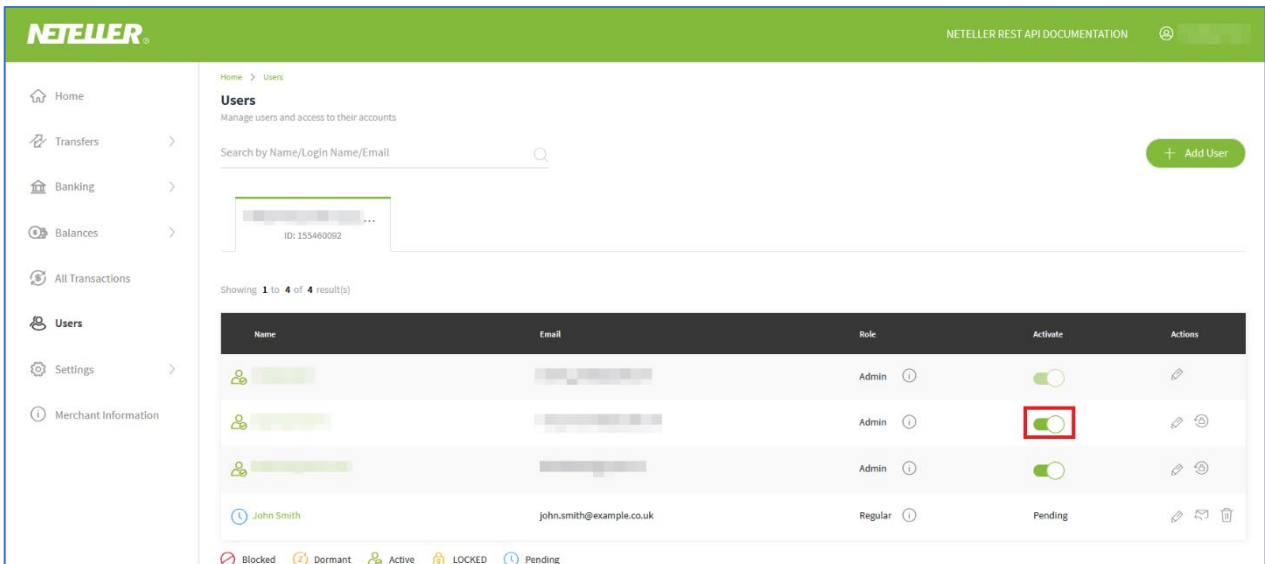 NETELLER®
NETELLER REST API DOCUMENTATION
Home > Users
Home
Users
Manage users and access to their accounts
Transfers
Search by Name/Login Name/Email
+ Add User
Banking
Balances
...
ID: 155460092
All Transactions
Showing 1 to 4 of 4 result(s)
Users
Name Email Role Activate Actions
Settings
Admin
Merchant Information
Admin
Admin
John Smith john.smith@example.co.uk Regular Pending
Blocked Dormant Active LOCKED Pending